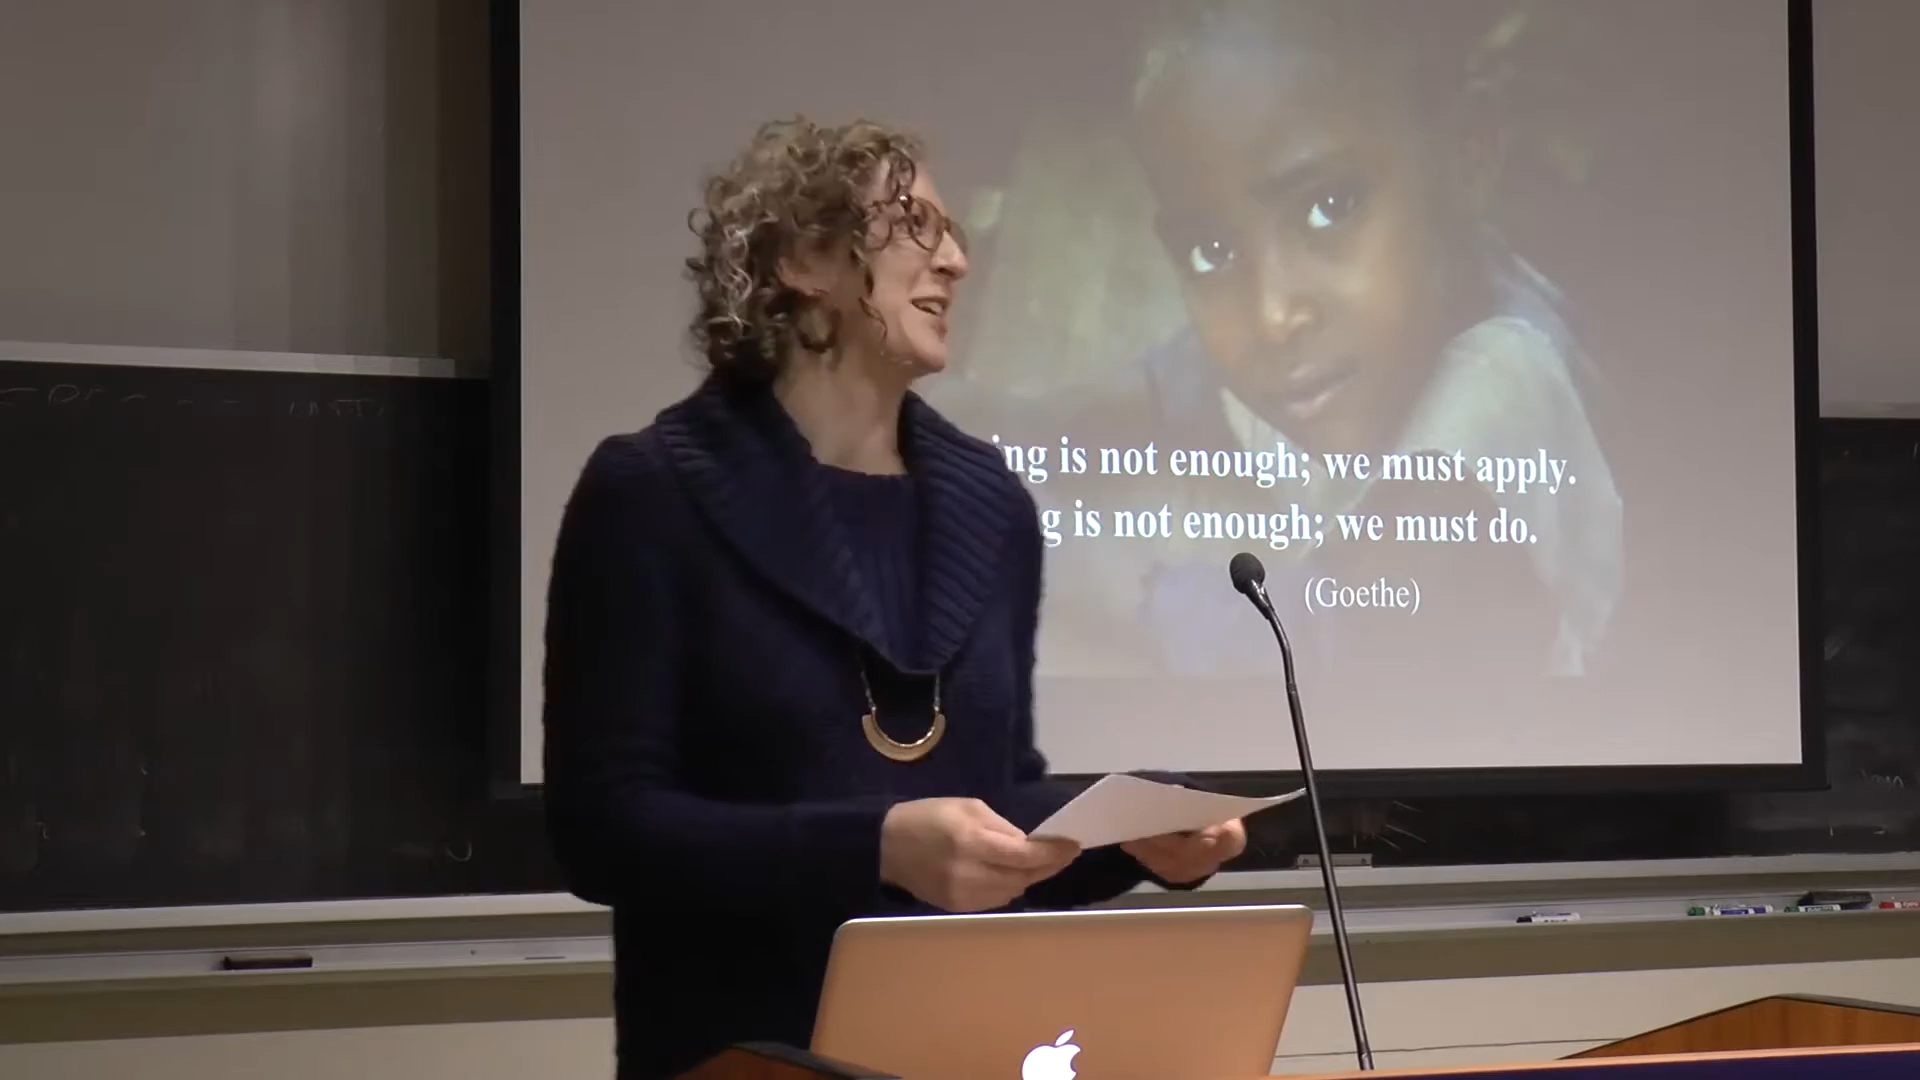 ing is not enough; we must apply.
g is not enough; we must do.
(Goethe)